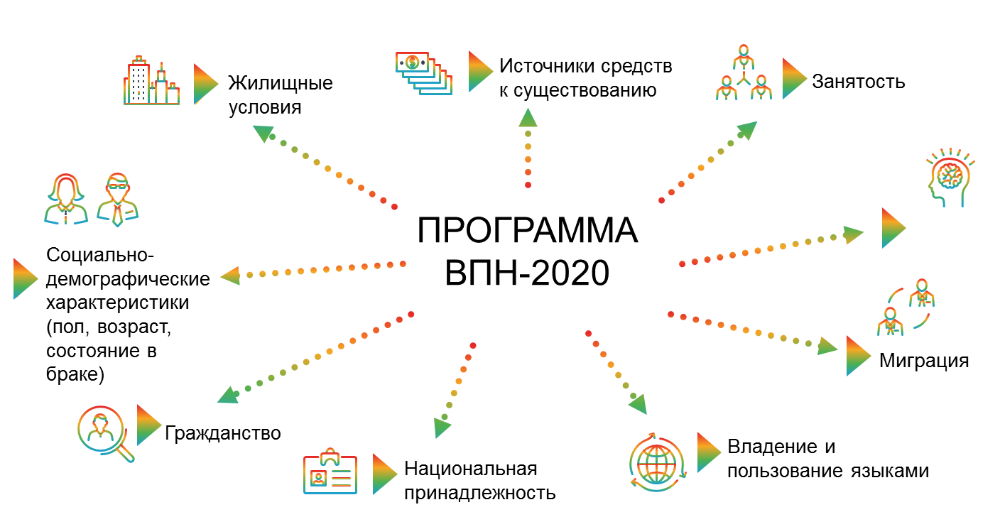 Жилищные
условия
Источники средств
к существованию
Занятость
ПРОГРАММА
ВПН-2020
Социально-
демографические
характеристики
(пол, возраст,
состояние в
браке)
Миграция
Гражданство
Национальная
принадлежность
Владение и
пользование языками